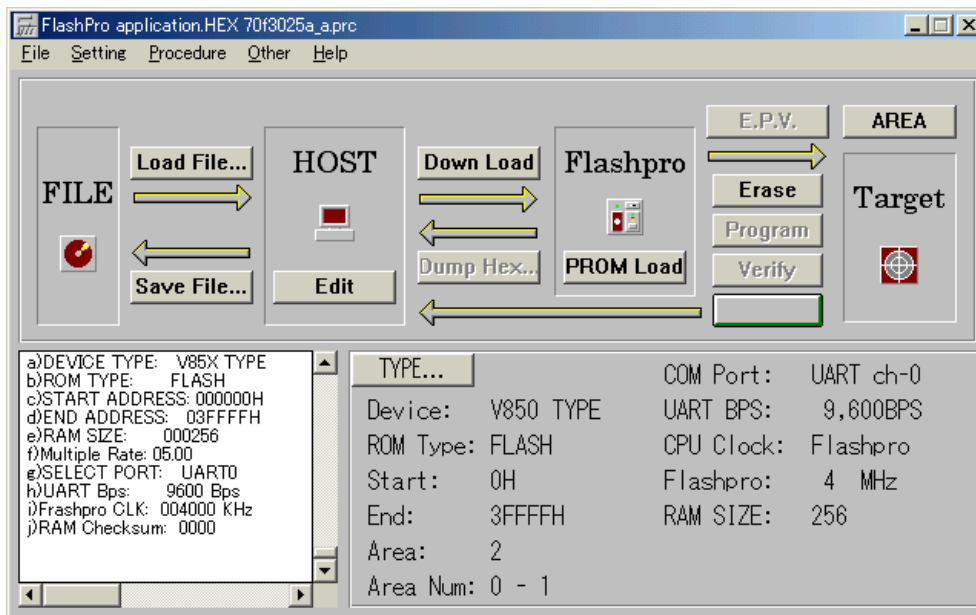 FlashPro application.HEX 70f3025a_a.prc
File Setting Procedure Other Help
FILE
Load File...
Save File...
HOST
Edit
Down Load
Dump Hex...
Flashpro
PROM Load
E.P.V.
Erase
Program
Verify
AREA
Target
a)DEVICE TYPE: V85X TYPE
b)ROM TYPE: FLASH
c)START ADDRESS: 000000H
d)END ADDRESS: 03FFFFH
e)RAM SIZE: 000256
f)Multiple Rate: 05.00
g)SELECT PORT: UART0
h)UART Bps: 9600 Bps
i)Frashpro CLK: 004000 KHz
j)RAM Checksum: 0000
TYPE...
Device: V850 TYPE
ROM Type: FLASH
Start: 0H
End: 3FFFFH
Area: 2
Area Num: 0 - 1
COM Port: UART ch-0
UART BPS: 9,600BPS
CPU Clock: Flashpro
Flashpro: 4 MHz
RAM SIZE: 256